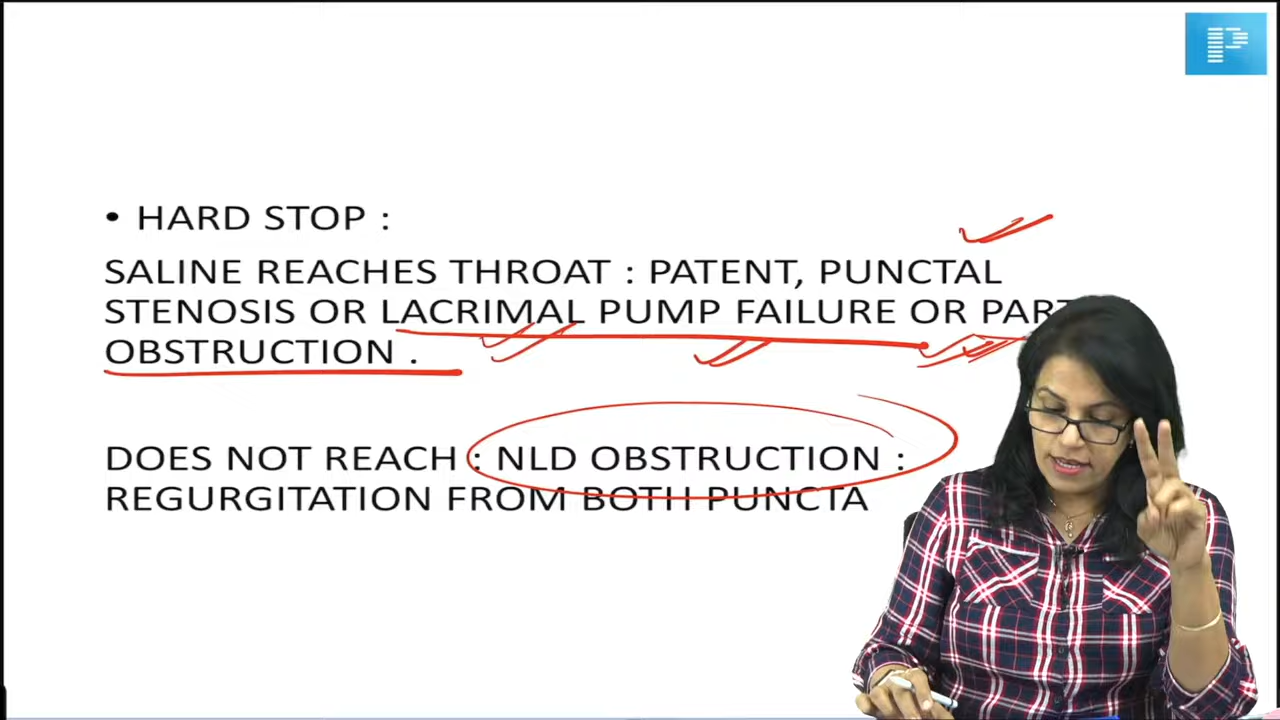 • HARD STOP :
SALINE REACHES THROAT : PATENT, PUNCTAL
STENOSIS OR LACRIMAL PUMP FAILURE OR
OBSTRUCTION .
DOES NOT REACH : NLD OBSTRUCTION :
REGURGITATION FROM BOTH PUNCTA